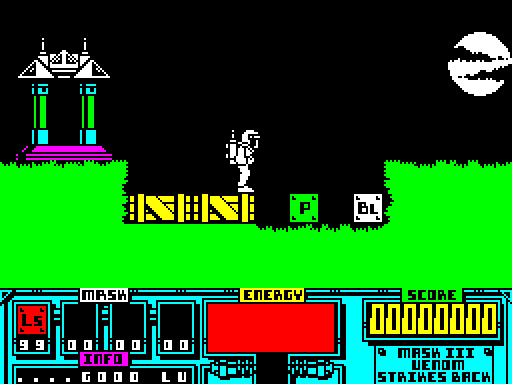 P
BL
MASK
ENERGY
SCORE
00000000
Ls
99 00 00 00
INFO
....GOOD LU
MASK III
VENOM
STRIKES BACK